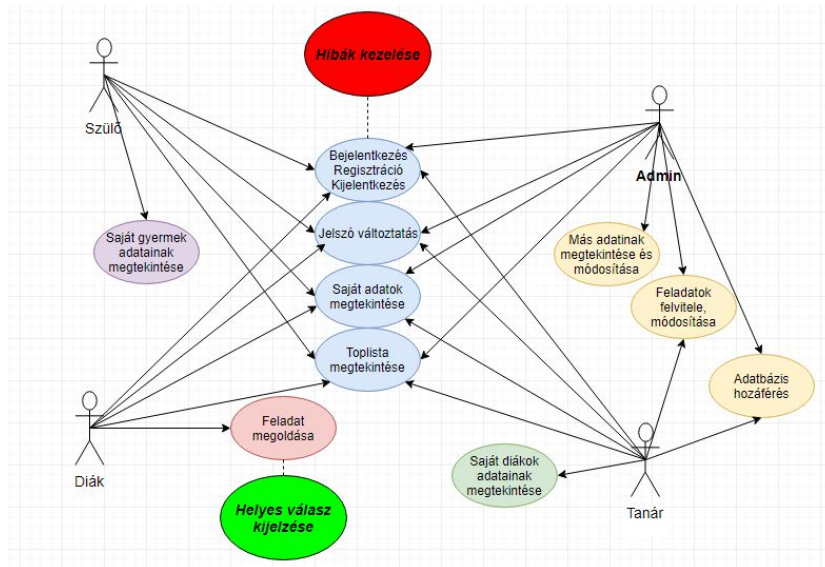 Hibák kezelése
Szülő
Bejelentkezés
Regisztráció
Kijelentkezés
Admin
Jelszó változtatás
Saját gyermek
adatainak
megtekintése
Más adatinak
megtekintése és
módosítása
Saját adatok
megtekintése
Feladatok
felvitele,
módosítása
Toplista
megtekintése
Adatbázis
hozáférés
Feladat
megoldása
Diák
Saját diákok
adatainak
megtekintése
Tanár
Helyes válasz
kijelzése